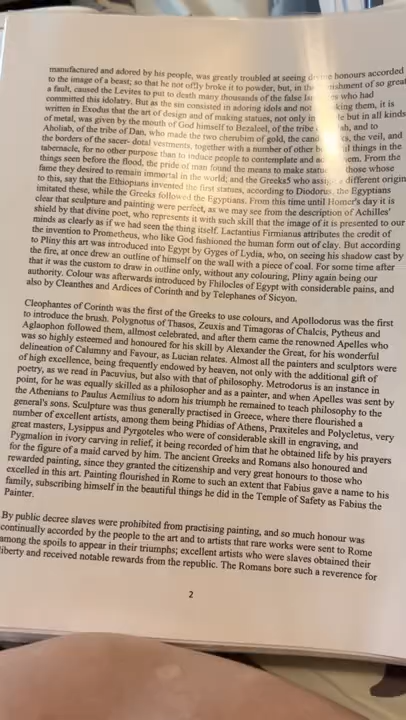 manufactured and adored by his people, was greatly troubled at seeing divine honours accorded
to the image of a beast; so that he not only broke it to powder, but, in the punishment of so great
a fault, caused the Levites to put to death many thousands of the false who had
committed this idolatry. But as the sin consisted in adoring idols and not making them, it is
written in Exodus that the art of design and of making statues, not only in but in all kinds
of metal, was given by the mouth of God himself to Bezaleel, of the tribe of and to
Aholiab, of the tribe of Dan, who made the two cherubim of gold, the the veil, and
the borders of the sacer- dotal vestments, together with a number of other things in the
tabernacle, for no other purpose than to induce people to contemplate and From the
things seen before the flood, the pride of man found the means to make those whose
fame they desired to remain immortal in the world; and the Greeks5 who different origin
to this, say that the Ethiopians invented the first statues, according to Diodorus, the Egyptians
imitated these, while the Greeks followed the Egyptians. From this time until Homer's day it is
clear that sculpture and painting were perfect, as we may see from the description of Achilles'
shield by that divine poet, who represents it with such skill that the image of it is presented to our
minds as clearly as if we had seen the thing itself. Lactantius Firmianus attributes the credit of
the invention to Prometheus, who like God fashioned the human form out of clay. But according
to Pliny this art was introduced into Egypt by Gyges of Lydia, who, on seeing his shadow cast by
the fire, at once drew an outline of himself on the wall with a piece of coal. For some time after
that it was the custom to draw in outline only, without any colouring, Pliny again being our
authority. Colour was afterwards introduced by Philocles of Egypt with considerable pains, and
also by Cleanthes and Ardices of Corinth and by Telephanes of Sicyon.
Cleophantes of Corinth was the first of the Greeks to use colours, and Apollodorus was the first
to introduce the brush. Polygnotus of Thasos, Zeuxis and Timagoras of Chalcis, Pytheus and
Aglaophon followed them, allmost celebrated, and after them came the renowned Apelles who
was so highly esteemed and honoured for his skill by Alexander the Great, for his wonderful
delineation of Calumny and Favour, as Lucian relates. Almost all the painters and sculptors were
of high excellence, being frequently endowed by heaven, not only with the additional gift of
poetry, as we read in Pacuvius, but also with that of philosophy. Metrodorus is an instance in
point, for he was equally skilled as a philosopher and as a painter, and when Apelles was sent by
the Athenians to Paulus Aemilius to adorn his triumph he remained to teach philosophy to the
general's sons. Sculpture was thus generally practised in Greece, where there flourished a
number of excellent artists, among them being Phidias of Athens, Praxiteles and Polycletus, very
great masters, Lysippus and Pyrgoteles who were of considerable skill in engraving, and
Pygmalion in ivory carving in relief, it being recorded of him that he obtained life by his prayers
for the figure of a maid carved by him. The ancient Greeks and Romans also honoured and
rewarded painting, since they granted the citizenship and very great honours to those who
excelled in this art. Painting flourished in Rome to such an extent that Fabius gave a name to his
family, subscribing himself in the beautiful things he did in the Temple of Safety as Fabius the
Painter.
By public decree slaves were prohibited from practising painting, and so much honour was
continually accorded by the people to the art and to artists that rare works were sent to Rome
among the spoils to appear in their triumphs; excellent artists who were slaves obtained their
liberty and received notable rewards from the republic. The Romans bore such a reverence for
2